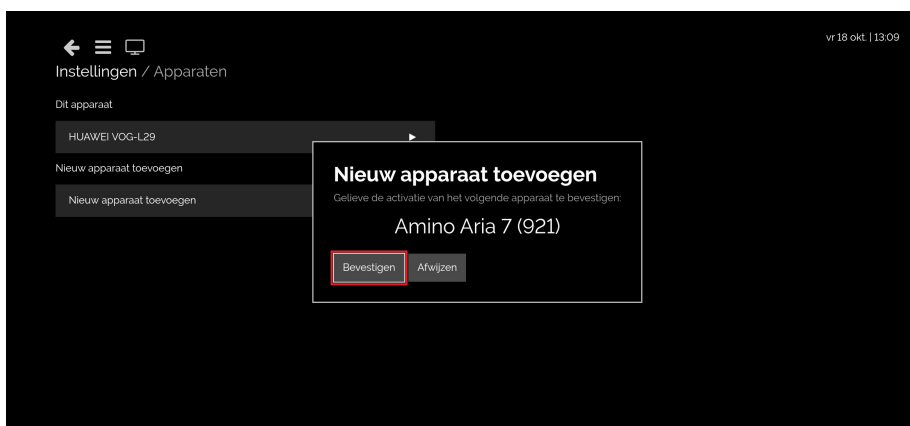 vr 18 okt. | 13:09
Instellingen / Apparaten
Dit apparaat
HUAWEI VOG-L29
Nieuw apparaat toevoegen
Nieuw apparaat toevoegen
Nieuw apparaat toevoegen
Gelieve de activatie van het volgende apparaat te bevestigen:
Amino Aria 7 (921)
Bevestigen Afwijzen